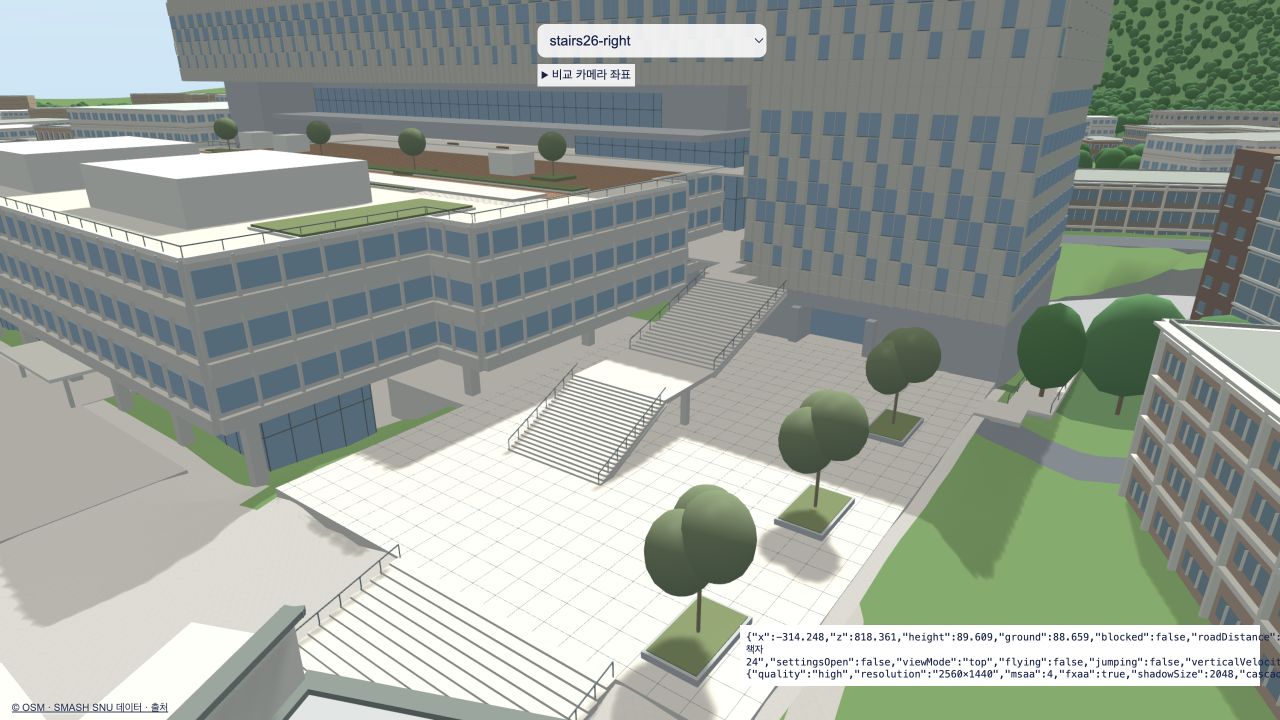 stairs26-right
▶ 비교 카메라 좌표
{"x":-314.248,"z":818.361,"height":89.609,"ground":88.659,"blocked":false,"roadDistance":
책자
24","settingsOpen":false,"viewMode":"top","flying":false,"jumping":false,"verticalVelocit
{"quality":"high","resolution":"2560×1440","msaa":4,"fxaa":true,"shadowSize":2048,"cascad
© OSM · SMASH SNU 데이터 · 출처